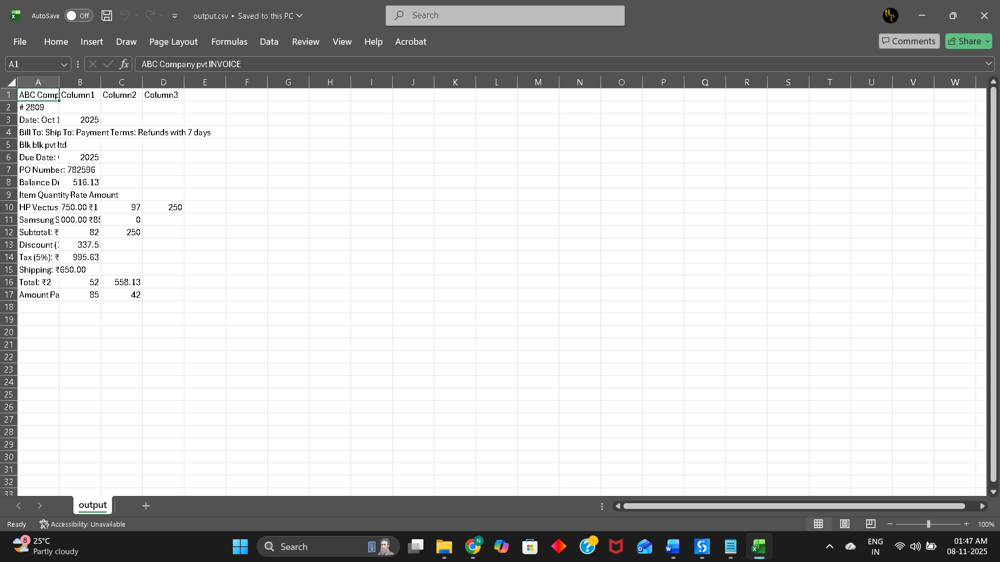 AutoSave Off output.csv • Saved to this PC Search
File Home Insert Draw Page Layout Formulas Data Review View Help Acrobat Comments Share
A1 fx ABC Company pvt INVOICE
A B C D E F G H I J K L M N O P Q R S T U V W
1 ABC Comp Column1 Column2 Column3
2 # 2809
3 Date: Oct 1 2025
4 Bill To: Ship To: Payment Terms: Refunds with 7 days
5 Blk blk pvt ltd
6 Due Date: 2025
7 PO Number: 782596
8 Balance Du 516.13
9 Item Quantity Rate Amount
10 HP Vectus 750.00 ₹1 97 250
11 Samsung S 000.00 ₹85 0
12 Subtotal: ₹ 82 250
13 Discount (1 337.5
14 Tax (5%): ₹ 995.63
15 Shipping: ₹650.00
16 Total: ₹2 52 558.13
17 Amount Pa 85 42
18
19
20
21
22
23
24
25
26
27
28
29
30
31
32
33
output
Ready Accessibility: Unavailable 100%
8 25°C
Partly cloudy
Search
N
ENG
IN
01:47 AM
08-11-2025